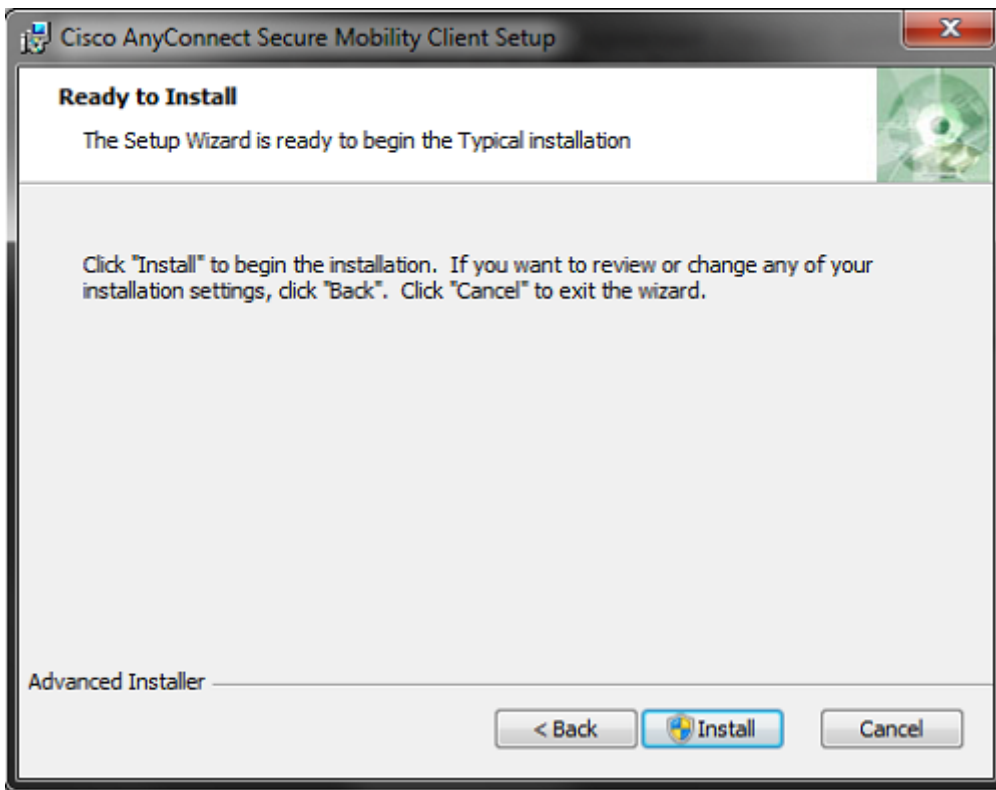 Cisco AnyConnect Secure Mobility Client Setup
Ready to Install
The Setup Wizard is ready to begin the Typical installation
Click "Install" to begin the installation.  If you want to review or change any of your
installation settings, click "Back".  Click "Cancel" to exit the wizard.
Advanced Installer
< Back
Install
Cancel